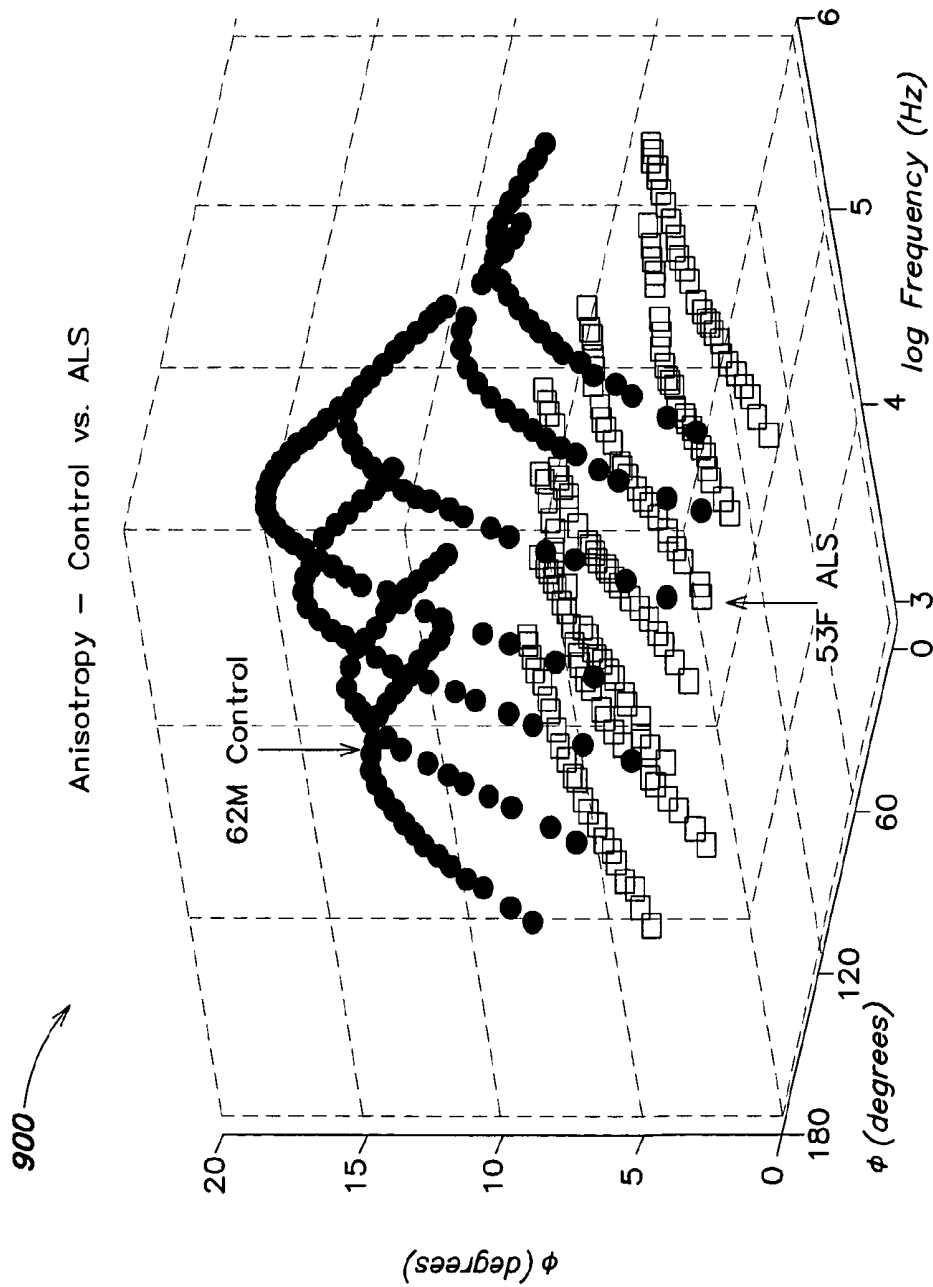 900
Anisotropy – Control vs. ALS
62M Control
53F ALS
20
15
10
5
0
ϕ (degrees)
180
120
60
0
ϕ (degrees)
3
4
5
6
log Frequency (Hz)